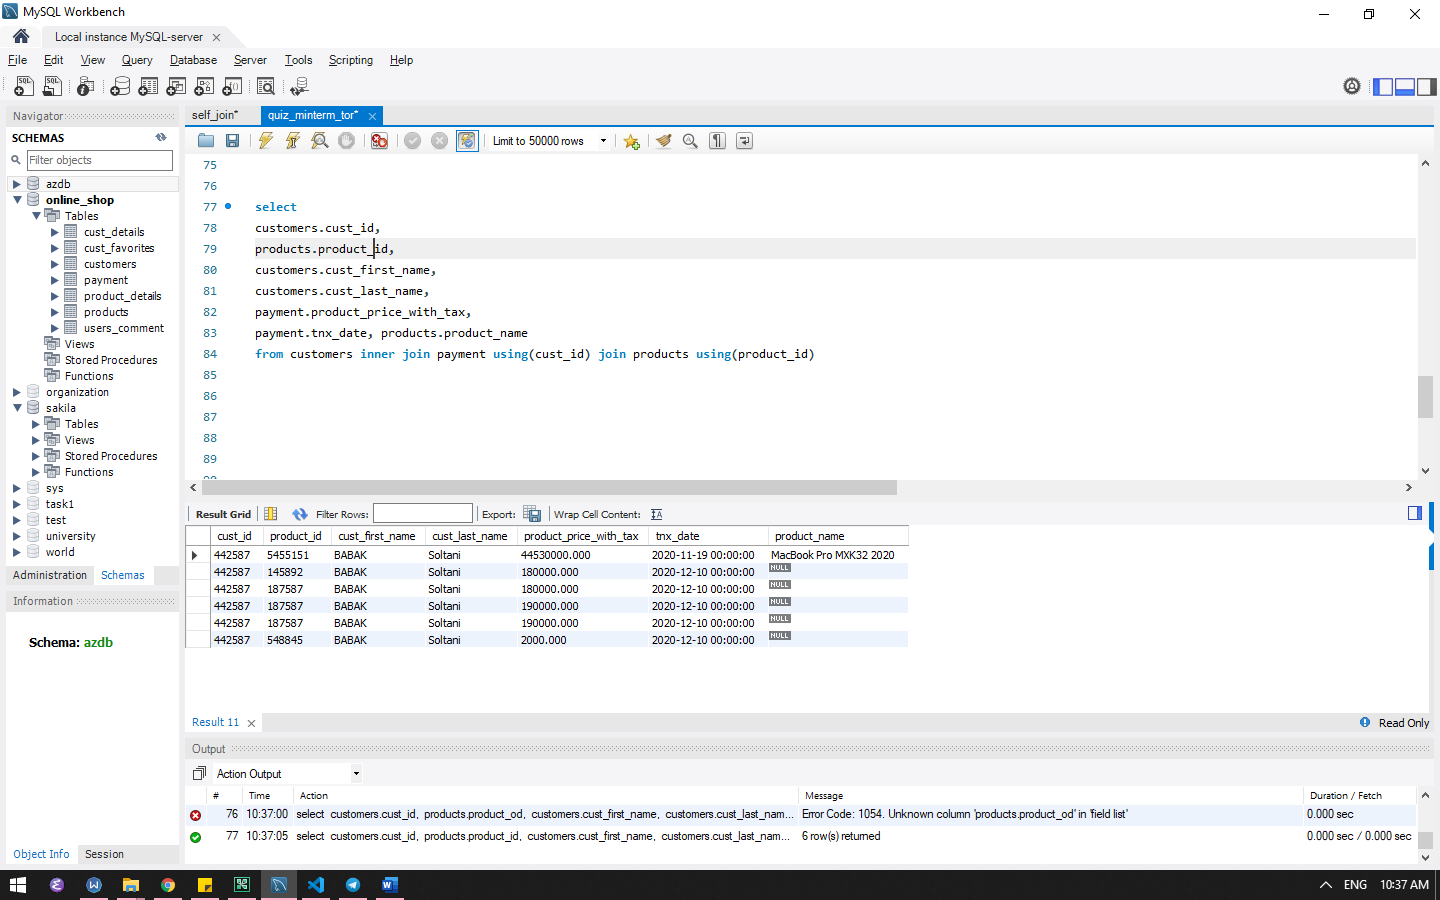 MySQL Workbench
Local instance MySQL-server
File Edit View Query Database Server Tools Scripting Help
Navigator
SCHEMAS
Filter objects
azdb
online_shop
Tables
cust_details
cust_favorites
customers
payment
product_details
products
users_comment
Views
Stored Procedures
Functions
organization
sakila
Tables
Views
Stored Procedures
Functions
sys
task1
test
university
world
Administration Schemas
Information
Schema: azdb
Object Info Session
self_join* quiz_minterm_tor*
Limit to 50000 rows
75
76
77 select
78 customers.cust_id,
79 products.product_id,
80 customers.cust_first_name,
81 customers.cust_last_name,
82 payment.product_price_with_tax,
83 payment.tnx_date, products.product_name
84 from customers inner join payment using(cust_id) join products using(product_id)
85
86
87
88
89
Result Grid Filter Rows: Export: Wrap Cell Content:
cust_id product_id cust_first_name cust_last_name product_price_with_tax tnx_date product_name
442587 5455151 BABAK Soltani 44530000.000 2020-11-19 00:00:00 MacBook Pro MXK32 2020
442587 145892 BABAK Soltani 180000.000 2020-12-10 00:00:00 NULL
442587 187587 BABAK Soltani 180000.000 2020-12-10 00:00:00 NULL
442587 187587 BABAK Soltani 190000.000 2020-12-10 00:00:00 NULL
442587 187587 BABAK Soltani 190000.000 2020-12-10 00:00:00 NULL
442587 548845 BABAK Soltani 2000.000 2020-12-10 00:00:00 NULL
Result 11 Read Only
Output
Action Output
# Time Action Message Duration / Fetch
76 10:37:00 select customers.cust_id, products.product_od, customers.cust_first_name, customers.cust_last_nam... Error Code: 1054. Unknown column 'products.product_od' in 'field list' 0.000 sec
77 10:37:05 select customers.cust_id, products.product_id, customers.cust_first_name, customers.cust_last_nam... 6 row(s) returned 0.000 sec / 0.000 sec
ENG 10:37 AM